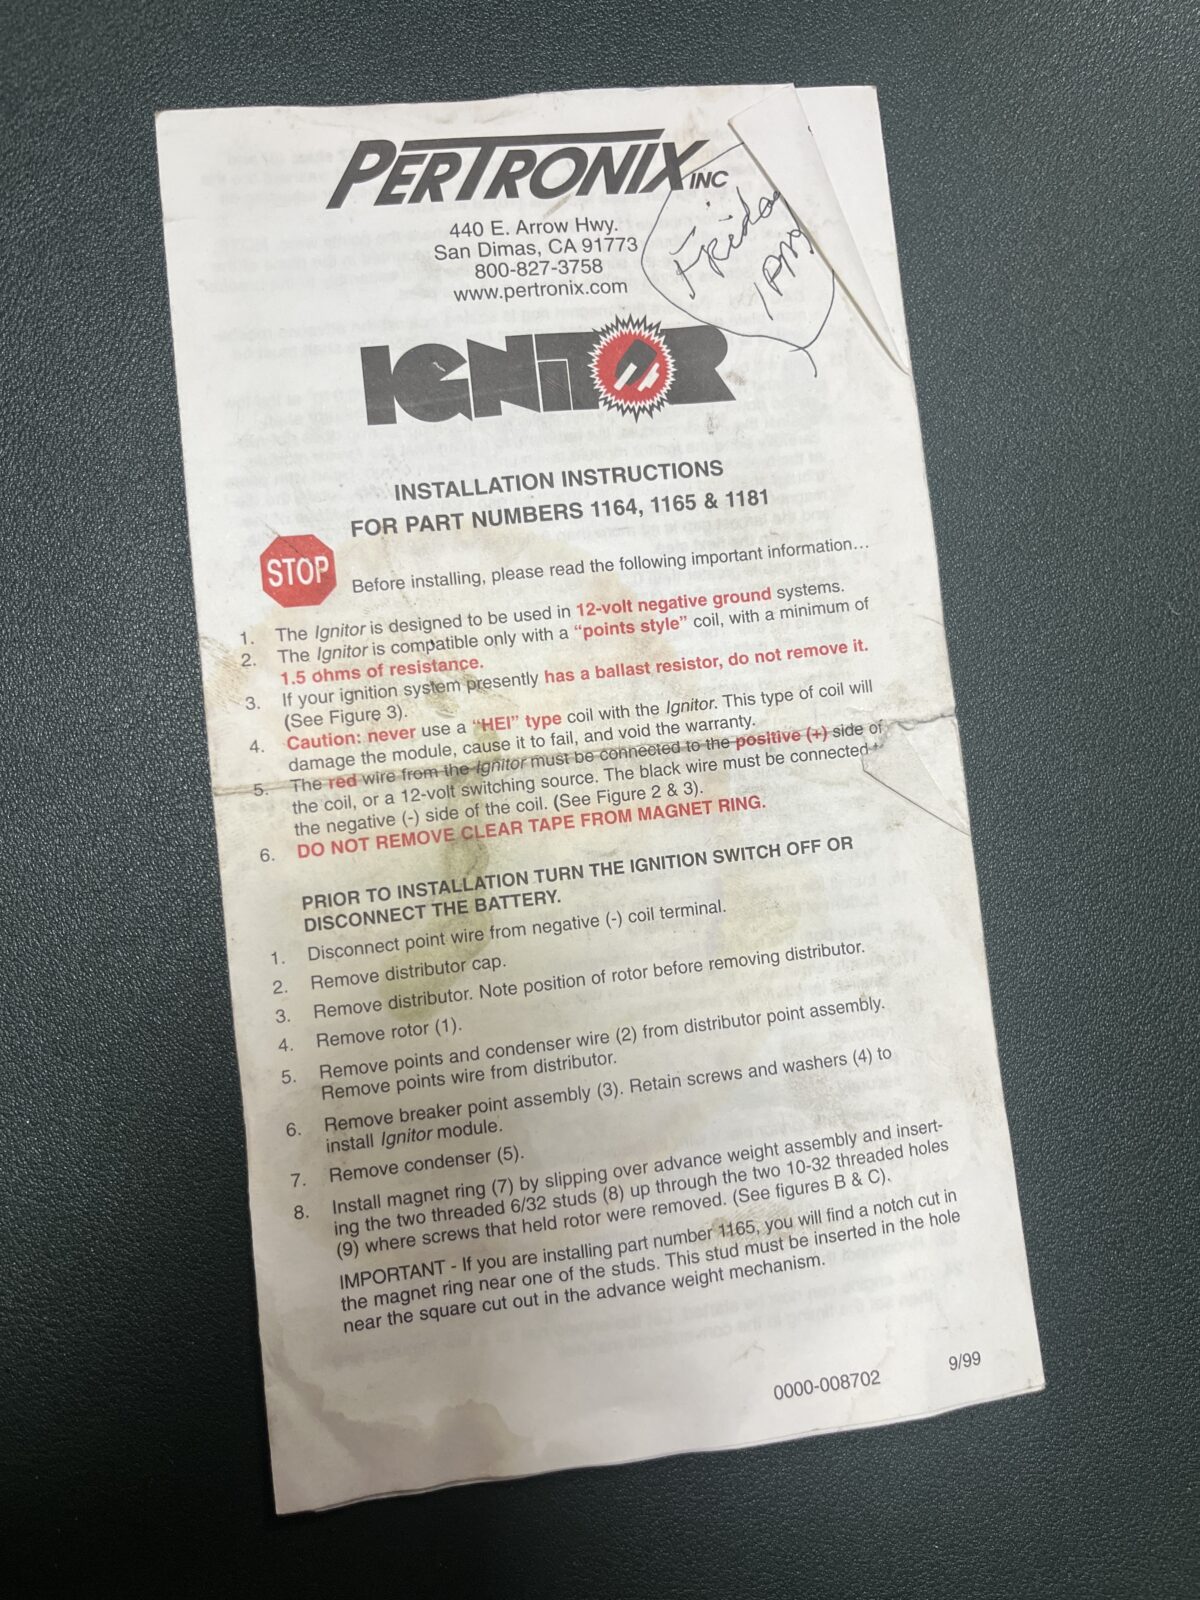 PERTRONIX INC
440 E. Arrow Hwy.
San Dimas, CA 91773
800-827-3758
www.pertronix.com
Friday
1PM
IGNITOR
INSTALLATION INSTRUCTIONS
FOR PART NUMBERS 1164, 1165 & 1181
STOP
Before installing, please read the following important information...
1. The Ignitor is designed to be used in 12-volt negative ground systems.
2. The Ignitor is compatible only with a “points style” coil, with a minimum of
1.5 ohms of resistance.
3. If your ignition system presently has a ballast resistor, do not remove it.
(See Figure 3).
4. Caution: never use a “HEI” type coil with the Ignitor. This type of coil will
damage the module, cause it to fail, and void the warranty.
5. The red wire from the Ignitor must be connected to the positive (+) side of
the coil, or a 12-volt switching source. The black wire must be connected
the negative (-) side of the coil. (See Figure 2 & 3).
6. DO NOT REMOVE CLEAR TAPE FROM MAGNET RING.
PRIOR TO INSTALLATION TURN THE IGNITION SWITCH OFF OR
DISCONNECT THE BATTERY.
1. Disconnect point wire from negative (-) coil terminal.
2. Remove distributor cap.
3. Remove distributor. Note position of rotor before removing distributor.
4. Remove rotor (1).
5. Remove points and condenser wire (2) from distributor point assembly.
Remove points wire from distributor.
6. Remove breaker point assembly (3). Retain screws and washers (4) to
install Ignitor module.
7. Remove condenser (5).
8. Install magnet ring (7) by slipping over advance weight assembly and insert-
ing the two threaded 6/32 studs (8) up through the two 10-32 threaded holes
(9) where screws that held rotor were removed. (See figures B & C).
IMPORTANT - If you are installing part number 1165, you will find a notch cut in
the magnet ring near one of the studs. This stud must be inserted in the hole
near the square cut out in the advance weight mechanism.
0000-008702
9/99